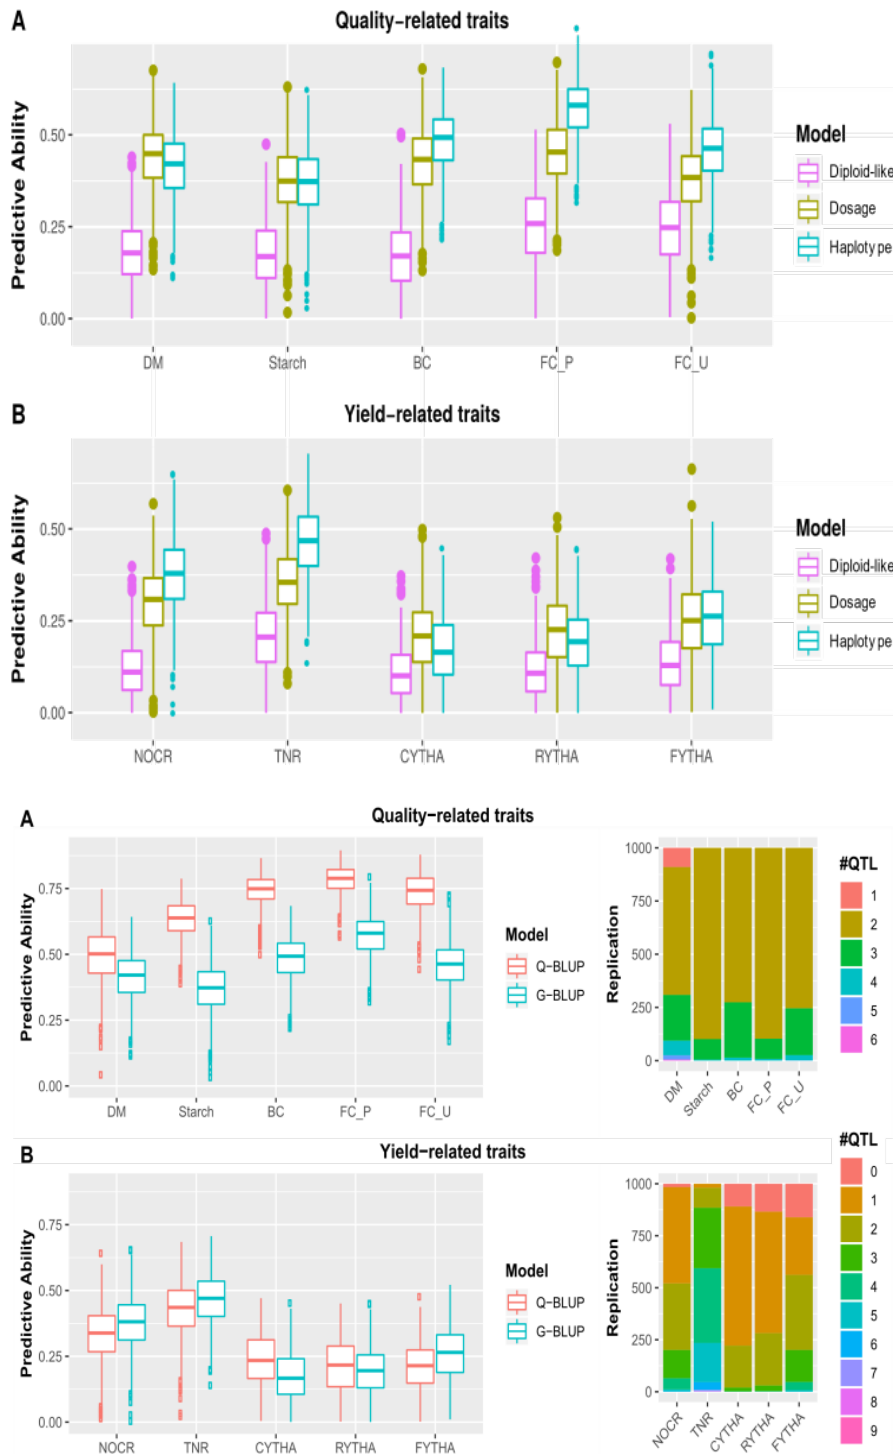 A
Quality-related traits
Predictive Ability
0.50
0.25
0.00
DM
Starch
BC
FC_P
FC_U
Model
Diploid-like
Dosage
Haplotype
B
Yield-related traits
Predictive Ability
0.50
0.25
0.00
NOCR
TNR
CYTHA
RYTHA
FYTHA
Model
Diploid-like
Dosage
Haplotype
A
Quality-related traits
Predictive Ability
0.75
0.50
0.25
0.00
DM
Starch
BC
FC_P
FC_U
Model
Q-BLUP
G-BLUP
Replication
1000
750
500
250
0
DM
Starch
BC
FC_P
FC_U
#QTL
1
2
3
4
5
6
B
Yield-related traits
Predictive Ability
0.75
0.50
0.25
0.00
NOCR
TNR
CYTHA
RYTHA
FYTHA
Model
Q-BLUP
G-BLUP
Replication
1000
750
500
250
0
NOCR
TNR
CYTHA
RYTHA
FYTHA
#QTL
0
1
2
3
4
5
6
7
8
9